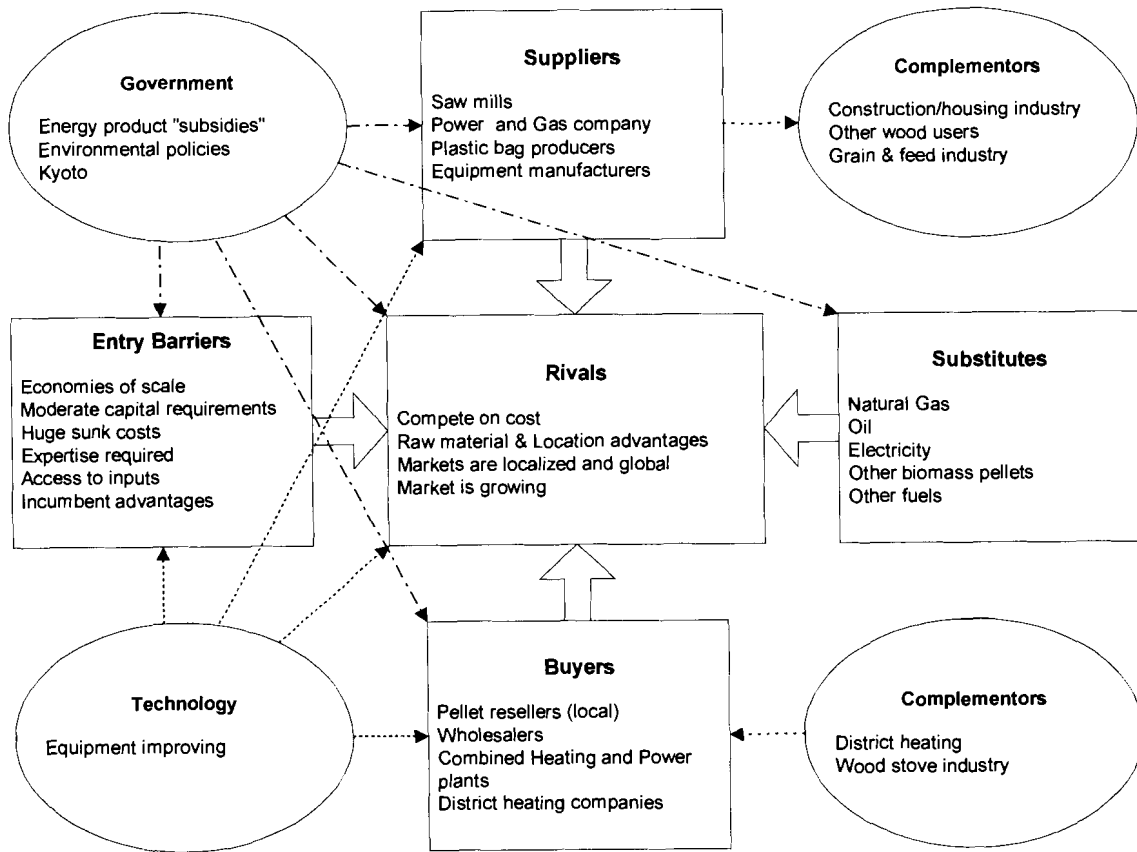 Government
Energy product "subsidies"
Environmental policies
Kyoto
Suppliers
Saw mills
Power and Gas company
Plastic bag producers
Equipment manufacturers
Complementors
Construction/housing industry
Other wood users
Grain & feed industry
Entry Barriers
Economies of scale
Moderate capital requirements
Huge sunk costs
Expertise required
Access to inputs
Incumbent advantages
Rivals
Compete on cost
Raw material & Location advantages
Markets are localized and global
Market is growing
Substitutes
Natural Gas
Oil
Electricity
Other biomass pellets
Other fuels
Technology
Equipment improving
Buyers
Pellet resellers (local)
Wholesalers
Combined Heating and Power
plants
District heating companies
Complementors
District heating
Wood stove industry